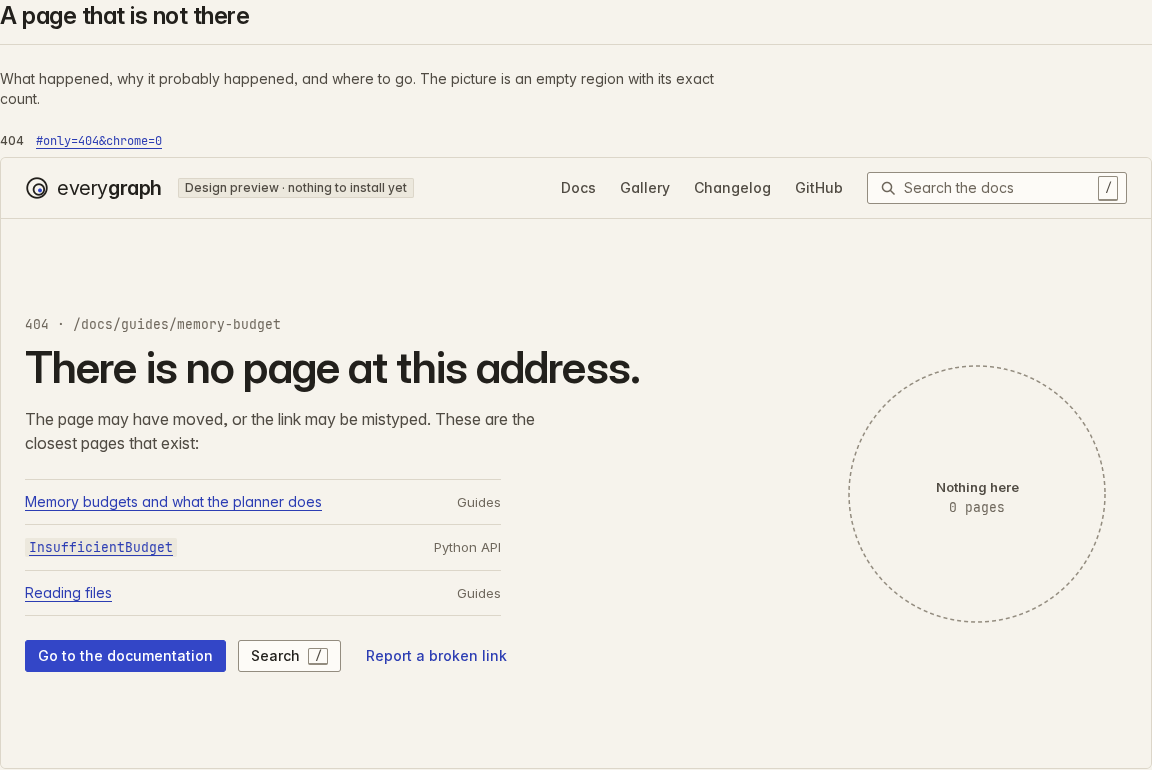 A page that is not there
What happened, why it probably happened, and where to go. The picture is an empty region with its exact
count.
404 #only=404&chrome=0
everygraph Design preview · nothing to install yet Docs Gallery Changelog GitHub Search the docs /
404 · /docs/guides/memory-budget
There is no page at this address.
The page may have moved, or the link may be mistyped. These are the
closest pages that exist:
Memory budgets and what the planner does Guides
InsufficientBudget Python API
Reading files Guides
Go to the documentation Search / Report a broken link
Nothing here
0 pages